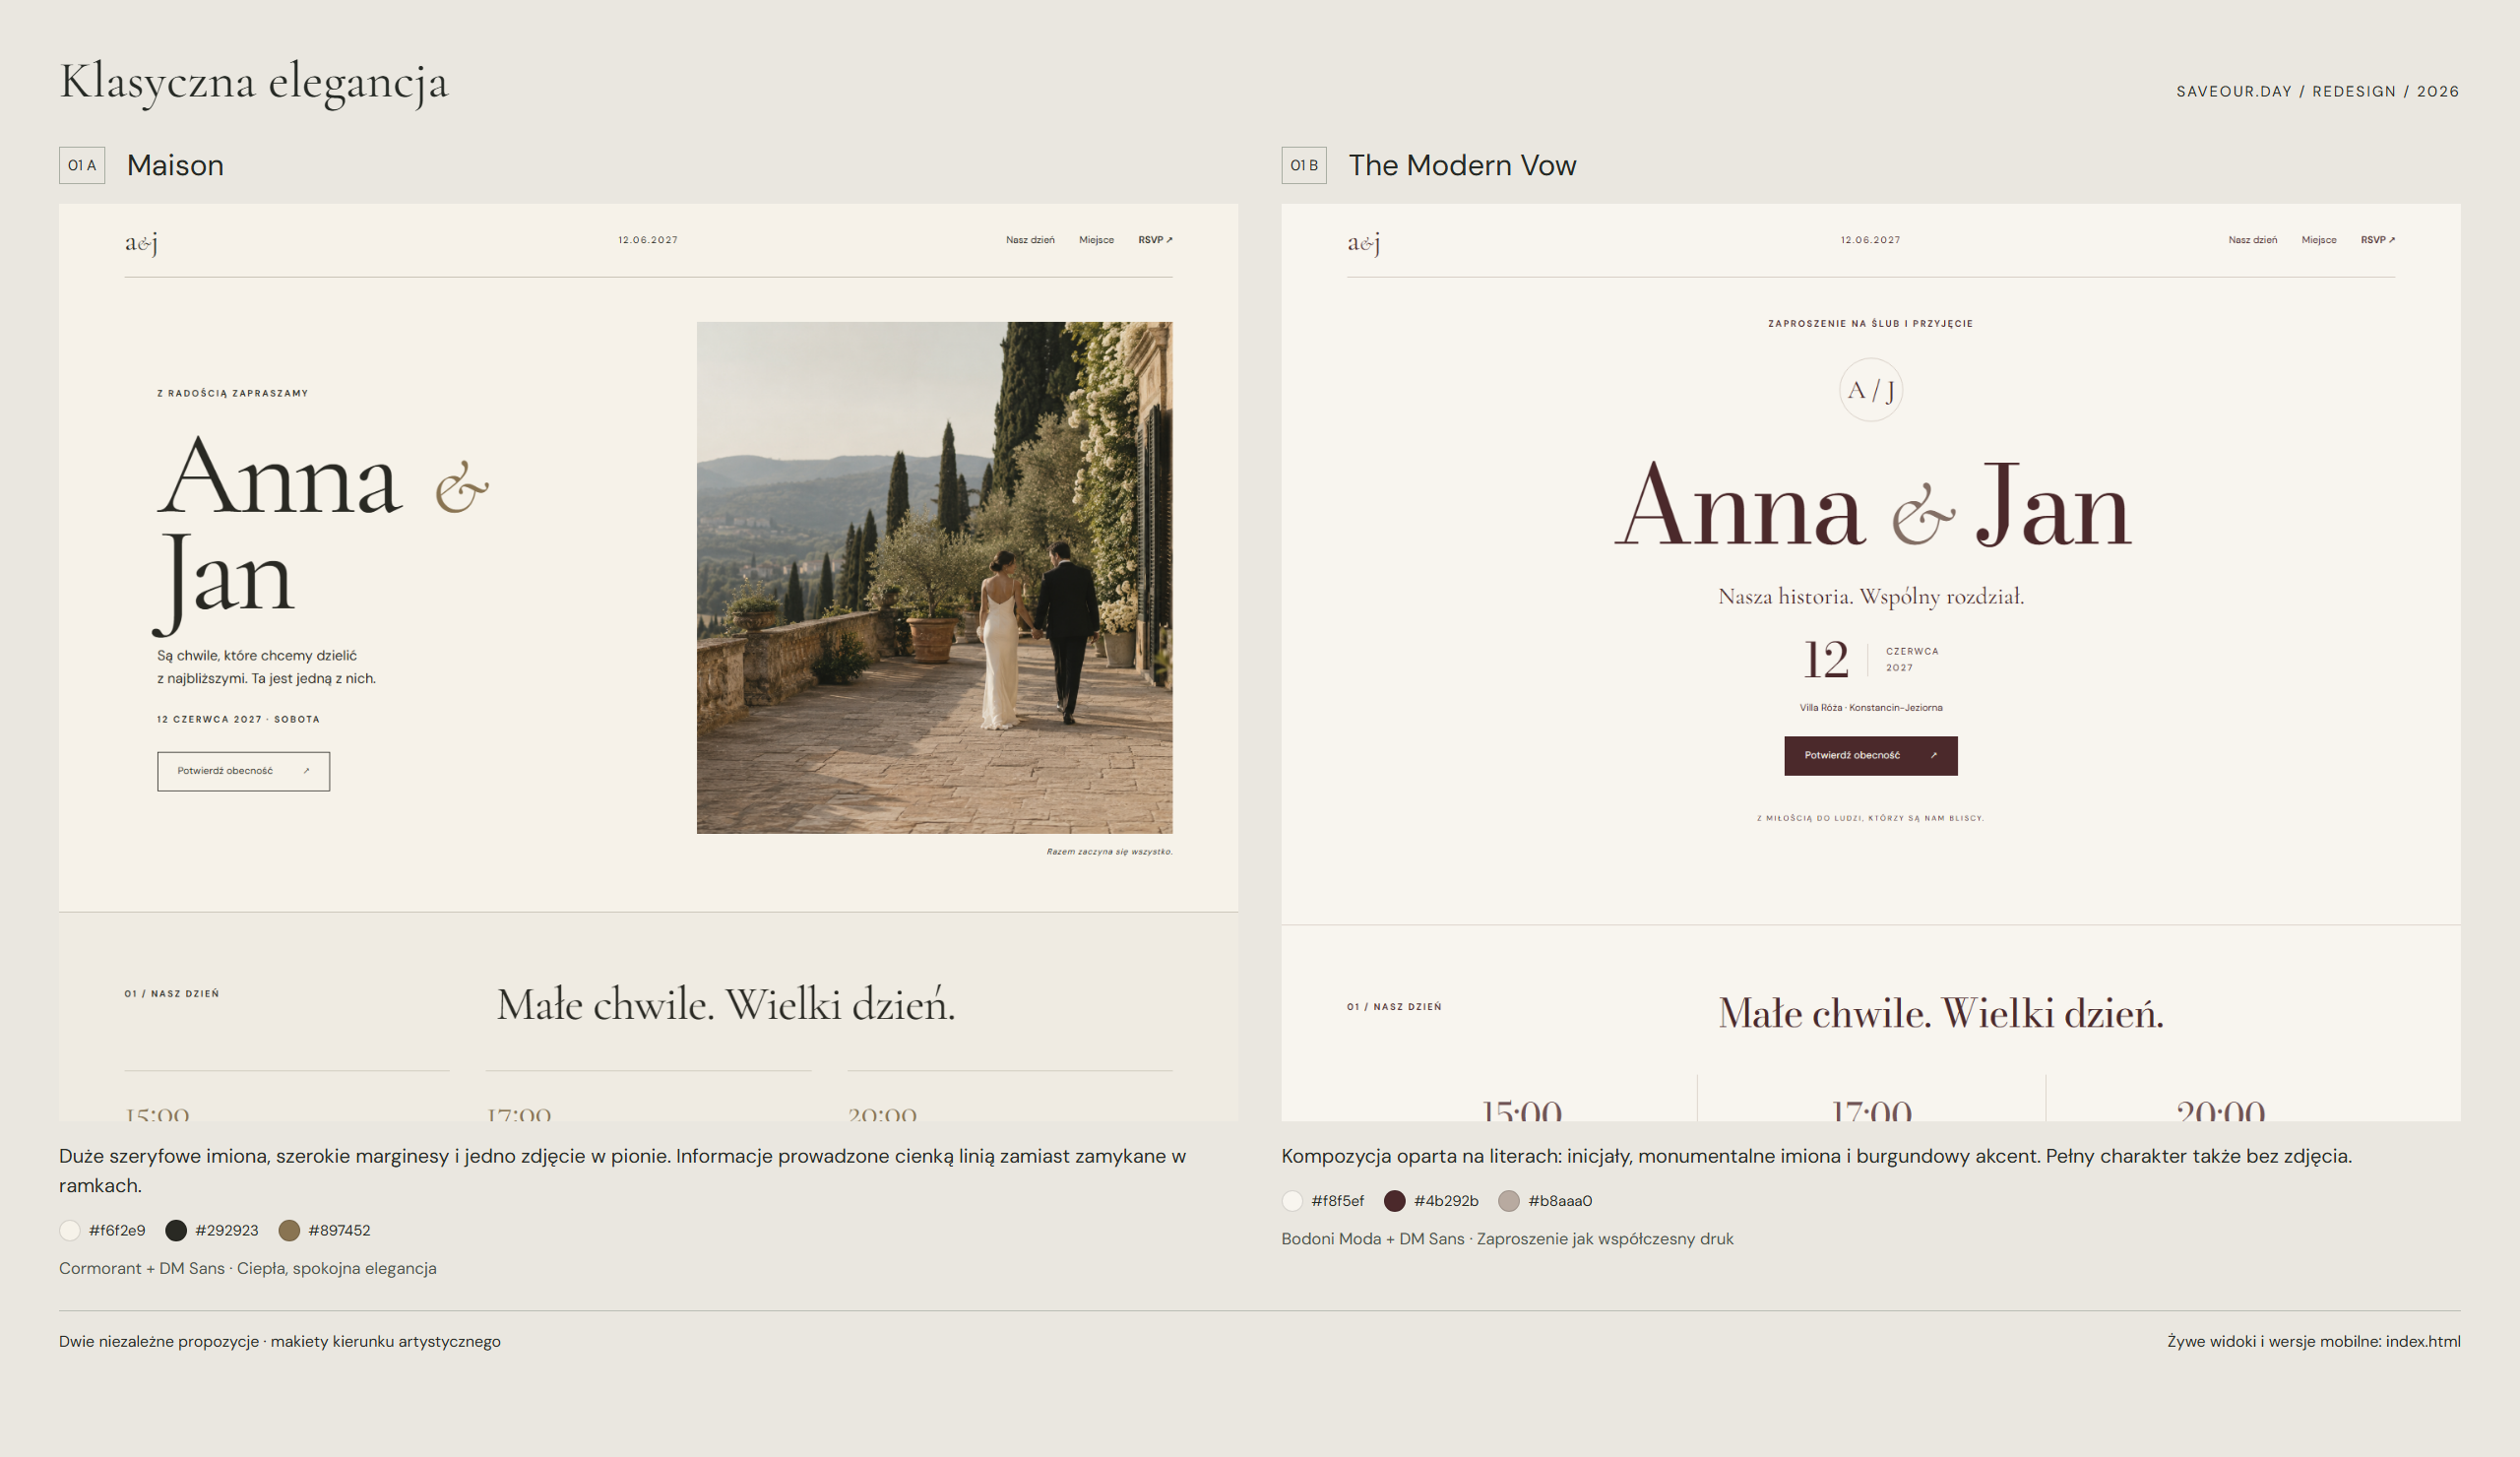 Klasyczna elegancja
SAVEOUR.DAY / REDESIGN / 2026
01 A
Maison
a&j
12.06.2027
Nasz dzień
Miejsce
RSVP ↗
Z RADOŚCIĄ ZAPRASZAMY
Anna &
Jan
Są chwile, które chcemy dzielić
z najbliższymi. Ta jest jedną z nich.
12 CZERWCA 2027 · SOBOTA
Potwierdź obecność ↗
Razem zaczyna się wszystko.
01 / NASZ DZIEŃ
Małe chwile. Wielki dzień.
15:00
17:00
20:00
Duże szeryfowe imiona, szerokie marginesy i jedno zdjęcie w pionie. Informacje prowadzone cienką linią zamiast zamykane w
ramkach.
#f6f2e9
#292923
#897452
Cormorant + DM Sans · Ciepła, spokojna elegancja
01 B
The Modern Vow
a&j
12.06.2027
Nasz dzień
Miejsce
RSVP ↗
ZAPROSZENIE NA ŚLUB I PRZYJĘCIE
A / J
Anna & Jan
Nasza historia. Wspólny rozdział.
12
CZERWCA
2027
Villa Róża · Konstancin-Jeziorna
Potwierdź obecność ↗
Z MIŁOŚCIĄ DO LUDZI, KTÓRZY SĄ NAM BLISCY.
01 / NASZ DZIEŃ
Małe chwile. Wielki dzień.
15:00
17:00
20:00
Kompozycja oparta na literach: inicjały, monumentalne imiona i burgundowy akcent. Pełny charakter także bez zdjęcia.
#f8f5ef
#4b292b
#b8aaa0
Bodoni Moda + DM Sans · Zaproszenie jak współczesny druk
Dwie niezależne propozycje · makiety kierunku artystycznego
Żywe widoki i wersje mobilne: index.html